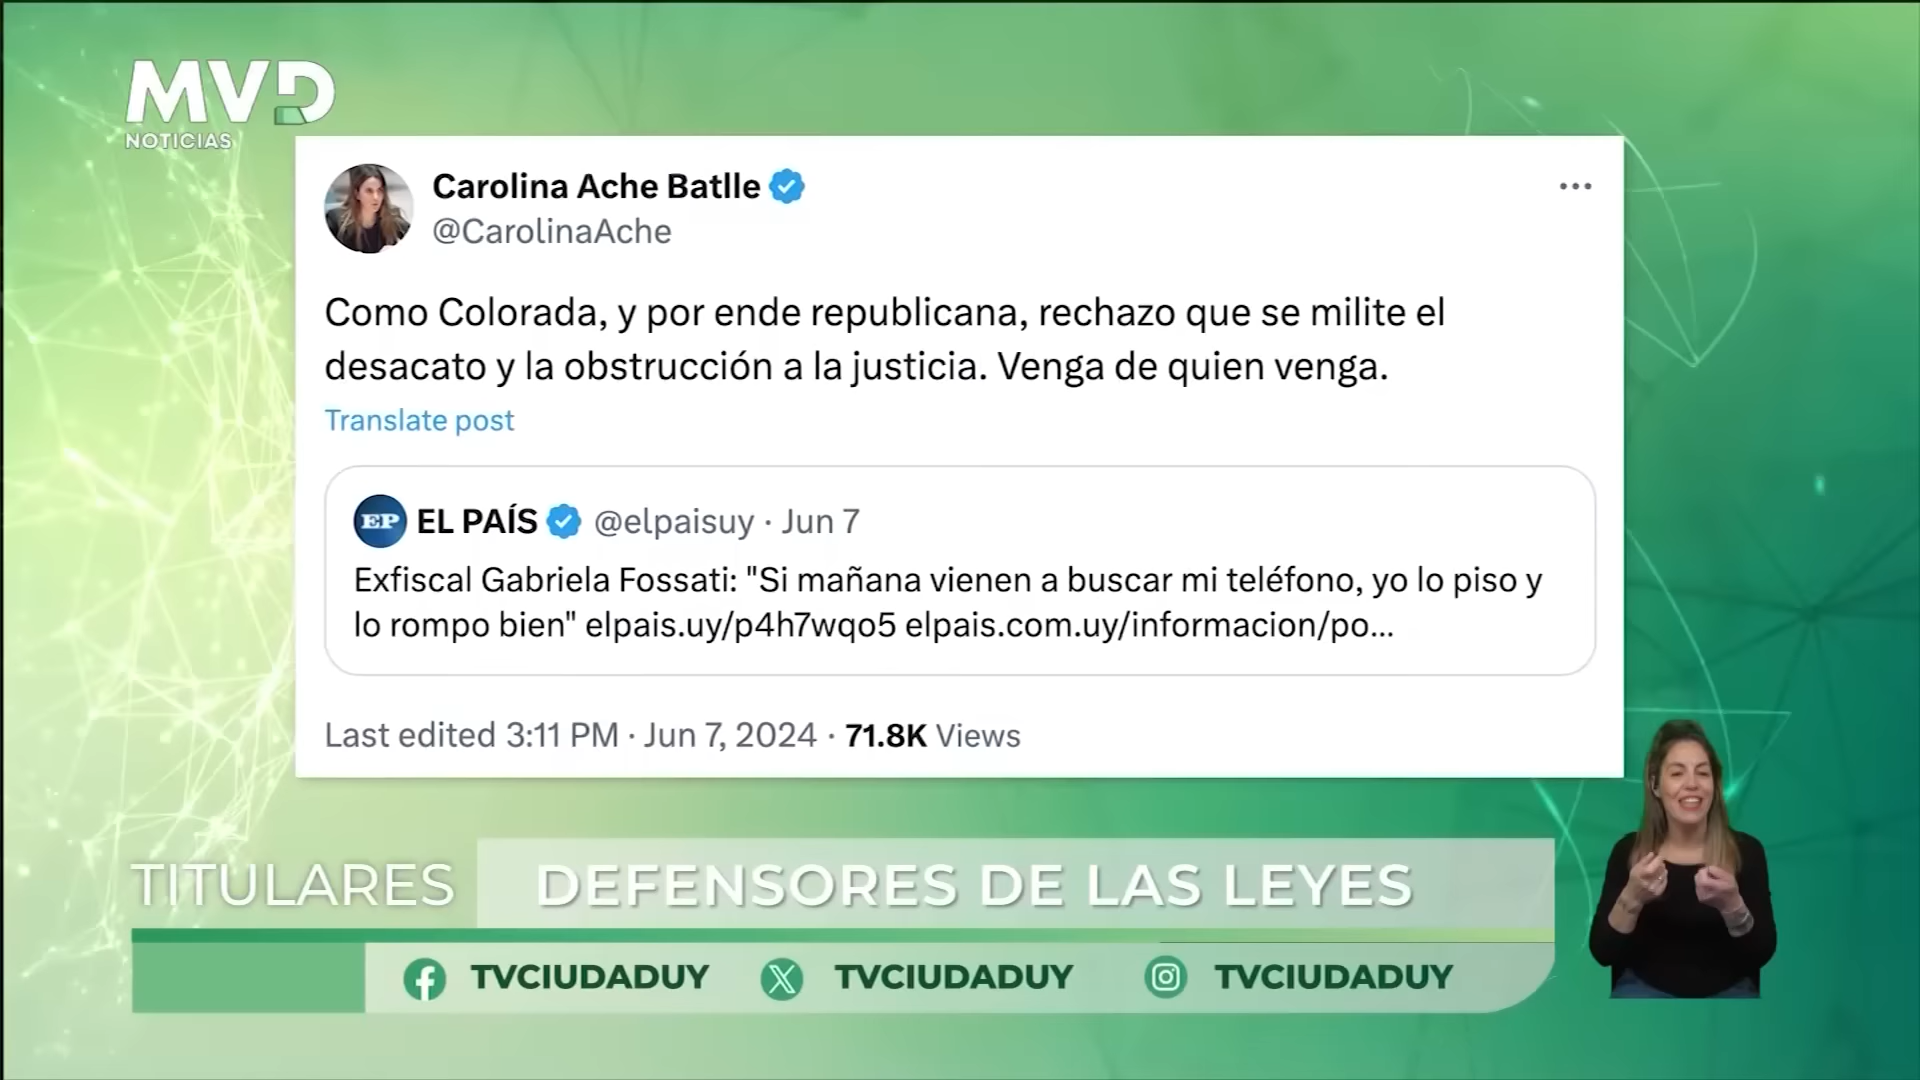 MVD
NOTICIAS
Carolina Ache Batlle
@CarolinaAche
Como Colorada, y por ende republicana, rechazo que se milite el
desacato y la obstrucción a la justicia. Venga de quien venga.
Translate post
EP EL PAÍS @elpaisuy · Jun 7
Exfiscal Gabriela Fossati: "Si mañana vienen a buscar mi teléfono, yo lo piso y
lo rompo bien" elpais.uy/p4h7wqo5 elpais.com.uy/informacion/po...
Last edited 3:11 PM · Jun 7, 2024 · 71.8K Views
TITULARES DEFENSORES DE LAS LEYES
TVCIUDADUY TVCIUDADUY TVCIUDADUY